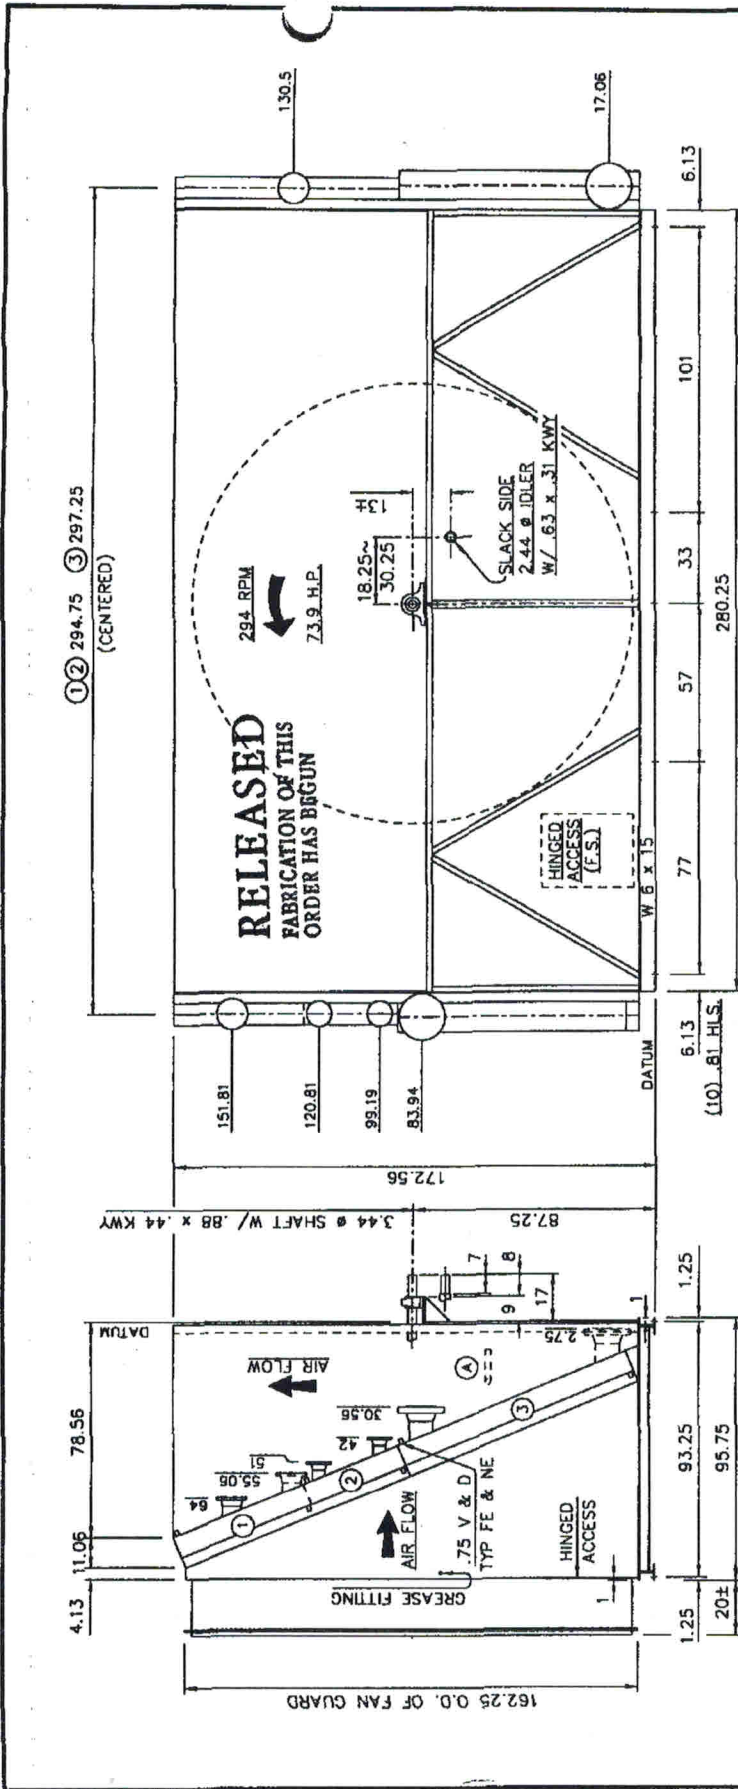 ①② 294.75 ③ 297.25
(CENTERED)
130.5
17.06
151.81
120.81
99.19
83.94
RELEASED
FABRICATION OF THIS
ORDER HAS BEGUN
294 RPM
73.9 H.P.
13±
18.25~
30.25
SLACK SIDE
2.44 ø IDLER
W/ .63 x .31 KWY
HINGED
ACCESS
(F.S.)
W 6 x 15
DATUM
6.13
77
57
33
101
6.13
(10) .81 HLS.
280.25
4.13
11.06
78.56
DATUM
3.44 ø SHAFT W/ .88 x .44 KWY
172.56
87.25
64
55.06
51
42
30.56
AIR FLOW
①
②
③
Ⓐ
AIR FLOW
.75 V & D
TYP FE & NE
GREASE FITTING
HINGED
ACCESS
2.75
9
7
8
17
1
1
1.25
93.25
1.25
20±
95.75
162.25 O.D. OF FAN GUARD